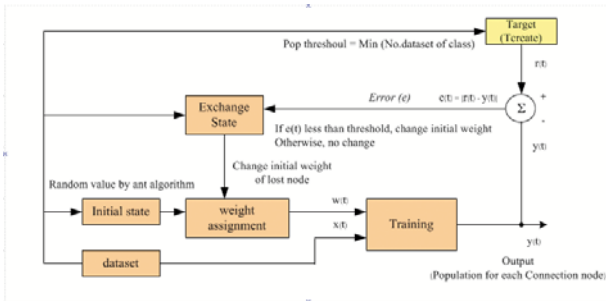 Target
(Tcreate)
Pop threshoul = Min (No.dataset of class)
r(t)
Error (e)
e(t) = |r(t) - y(t)|
+
Σ
-
Exchange
State
If e(t) less than threshold, change initial weight
Otherwise, no change
y(t)
Change initial weight
of lost node
Random value by ant algorithm
Initial state
weight
assignment
w(t)
x(t)
Training
dataset
y(t)
Output
(Population for each Connection node)